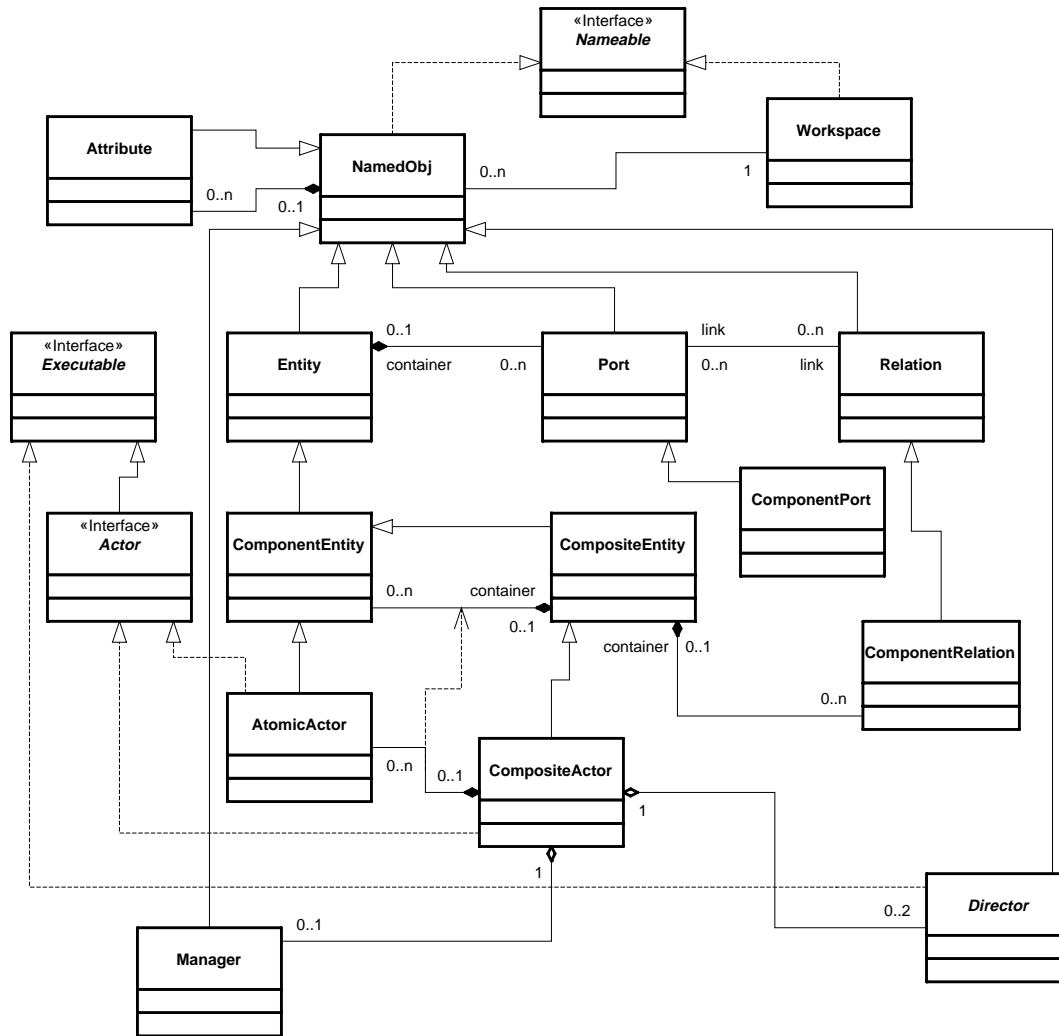 «Interface»
Nameable
Attribute
Workspace
NamedObj
0..n
1
0..n
0..1
«Interface»
Executable
Entity
0..1
container
0..n
Port
link
0..n
0..n
link
Relation
ComponentPort
«Interface»
Actor
ComponentEntity
CompositeEntity
0..n
container
0..1
container
0..1
ComponentRelation
0..n
AtomicActor
0..n
0..1
CompositeActor
1
1
0..2
Director
0..1
Manager